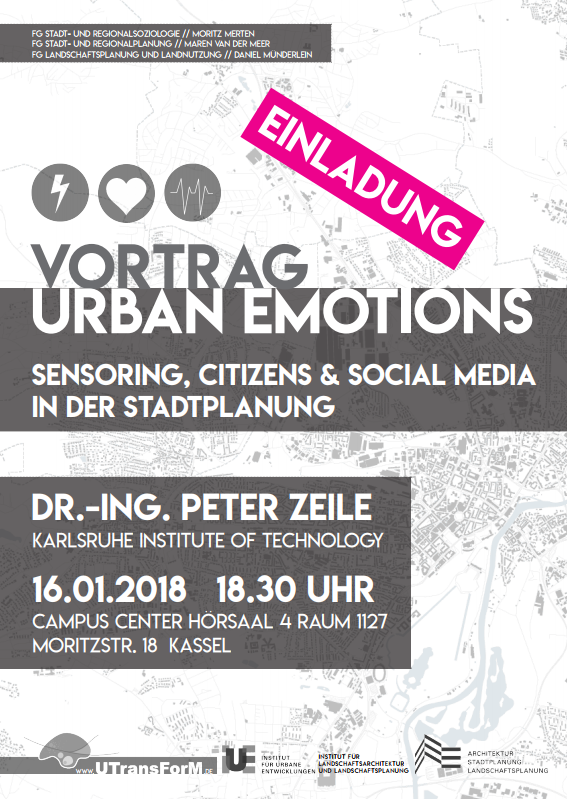 FG STADT- UND REGIONALSOZIOLOGIE // MORITZ MERTEN
FG STADT- UND REGIONALPLANUNG // MAREN VAN DER MEER
FG LANDSCHAFTSPLANUNG UND LANDNUTZUNG // DANIEL MÜNDERLEIN
EINLADUNG
VORTRAG
URBAN EMOTIONS
SENSORING, CITIZENS & SOCIAL MEDIA
IN DER STADTPLANUNG
DR.-ING. PETER ZEILE
KARLSRUHE INSTITUTE OF TECHNOLOGY
16.01.2018 18.30 UHR
CAMPUS CENTER HÖRSAAL 4 RAUM 1127
MORITZSTR. 18 KASSEL
www.UTransForM.DE
UE
INSTITUT
FÜR URBANE
ENTWICKLUNGEN
INSTITUT FÜR
LANDSCHAFTSARCHITEKTUR
UND LANDSCHAFTSPLANUNG
ARCHITEKTUR
STADTPLANUNG
LANDSCHAFTSPLANUNG